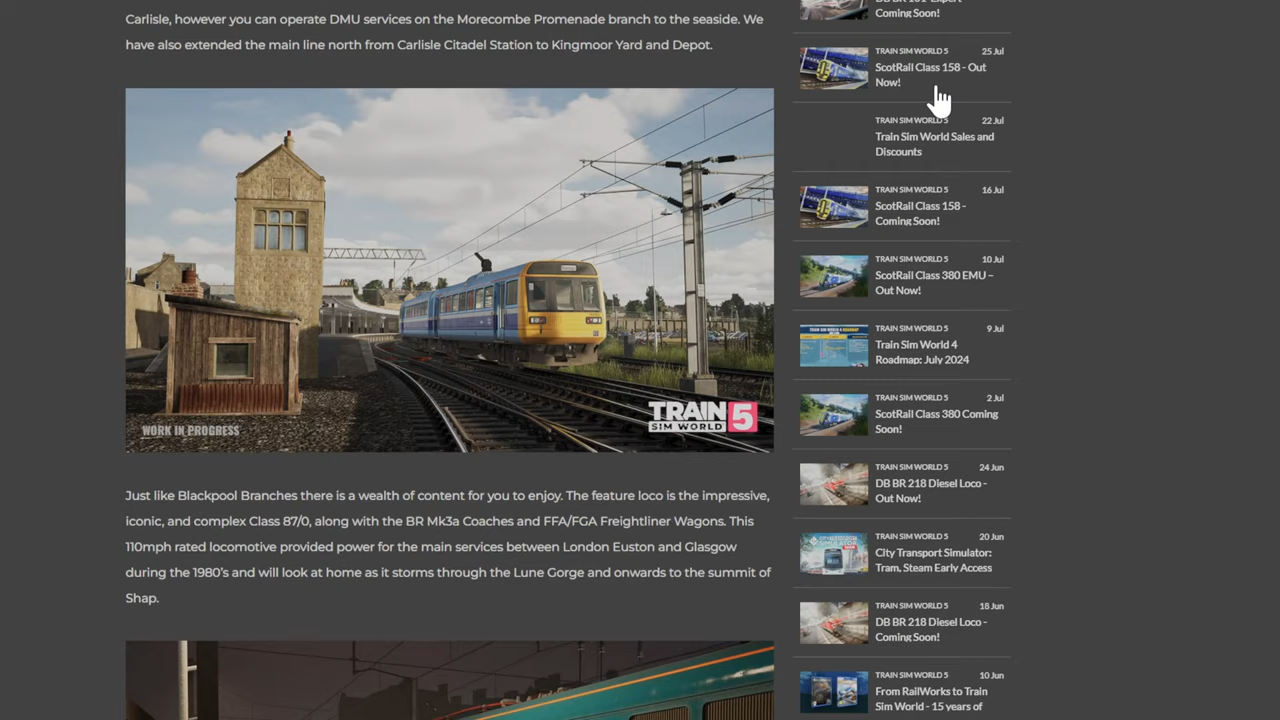 Carlisle, however you can operate DMU services on the Morecombe Promenade branch to the seaside. We
have also extended the main line north from Carlisle Citadel Station to Kingmoor Yard and Depot.
WORK IN PROGRESS
TRAIN
SIM WORLD 5
Just like Blackpool Branches there is a wealth of content for you to enjoy. The feature loco is the impressive,
iconic, and complex Class 87/0, along with the BR Mk3a Coaches and FFA/FGA Freightliner Wagons. This
110mph rated locomotive provided power for the main services between London Euston and Glasgow
during the 1980's and will look at home as it storms through the Lune Gorge and onwards to the summit of
Shap.
Coming Soon!
TRAIN SIM WORLD 5 25 Jul
ScotRail Class 158 - Out
Now!
TRAIN SIM WORLD 5 22 Jul
Train Sim World Sales and
Discounts
TRAIN SIM WORLD 5 16 Jul
ScotRail Class 158 -
Coming Soon!
TRAIN SIM WORLD 5 10 Jul
ScotRail Class 380 EMU –
Out Now!
TRAIN SIM WORLD 5 9 Jul
Train Sim World 4
Roadmap: July 2024
TRAIN SIM WORLD 5 2 Jul
ScotRail Class 380 Coming
Soon!
TRAIN SIM WORLD 5 24 Jun
DB BR 218 Diesel Loco -
Out Now!
TRAIN SIM WORLD 5 20 Jun
City Transport Simulator:
Tram, Steam Early Access
TRAIN SIM WORLD 5 18 Jun
DB BR 218 Diesel Loco -
Coming Soon!
TRAIN SIM WORLD 5 10 Jun
From RailWorks to Train
Sim World - 15 years of